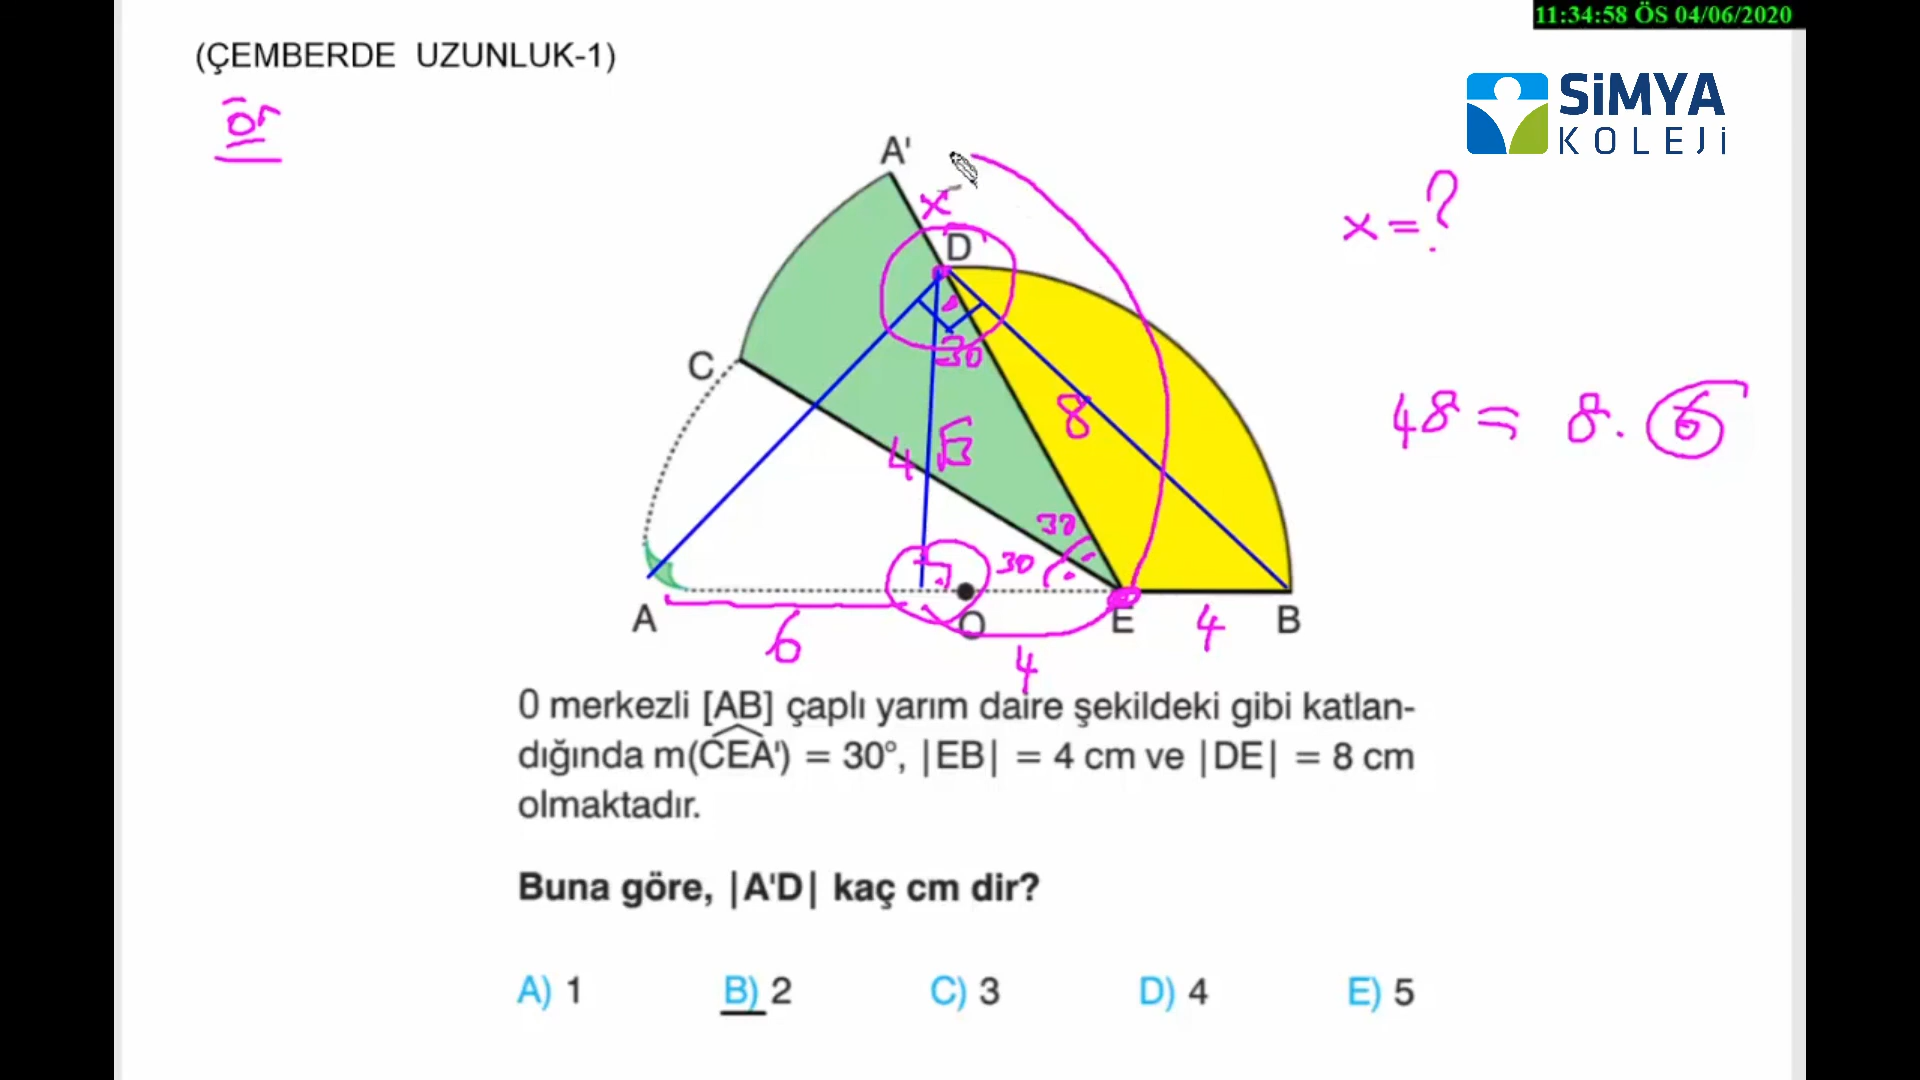 11:34:58 ÖS 04/06/2020
(ÇEMBERDE UZUNLUK-1)
SİMYA
KOLEJİ
ör
A'
x
D
x=?
30
C
8
48 = 8.6
4√3
30
30
A
O
E
4
B
6
4
0 merkezli [AB] çaplı yarım daire şekildeki gibi katlan-
dığında m(CEA') = 30°, |EB| = 4 cm ve |DE| = 8 cm
olmaktadır.
Buna göre, |A'D| kaç cm dir?
A) 1 B) 2 C) 3 D) 4 E) 5